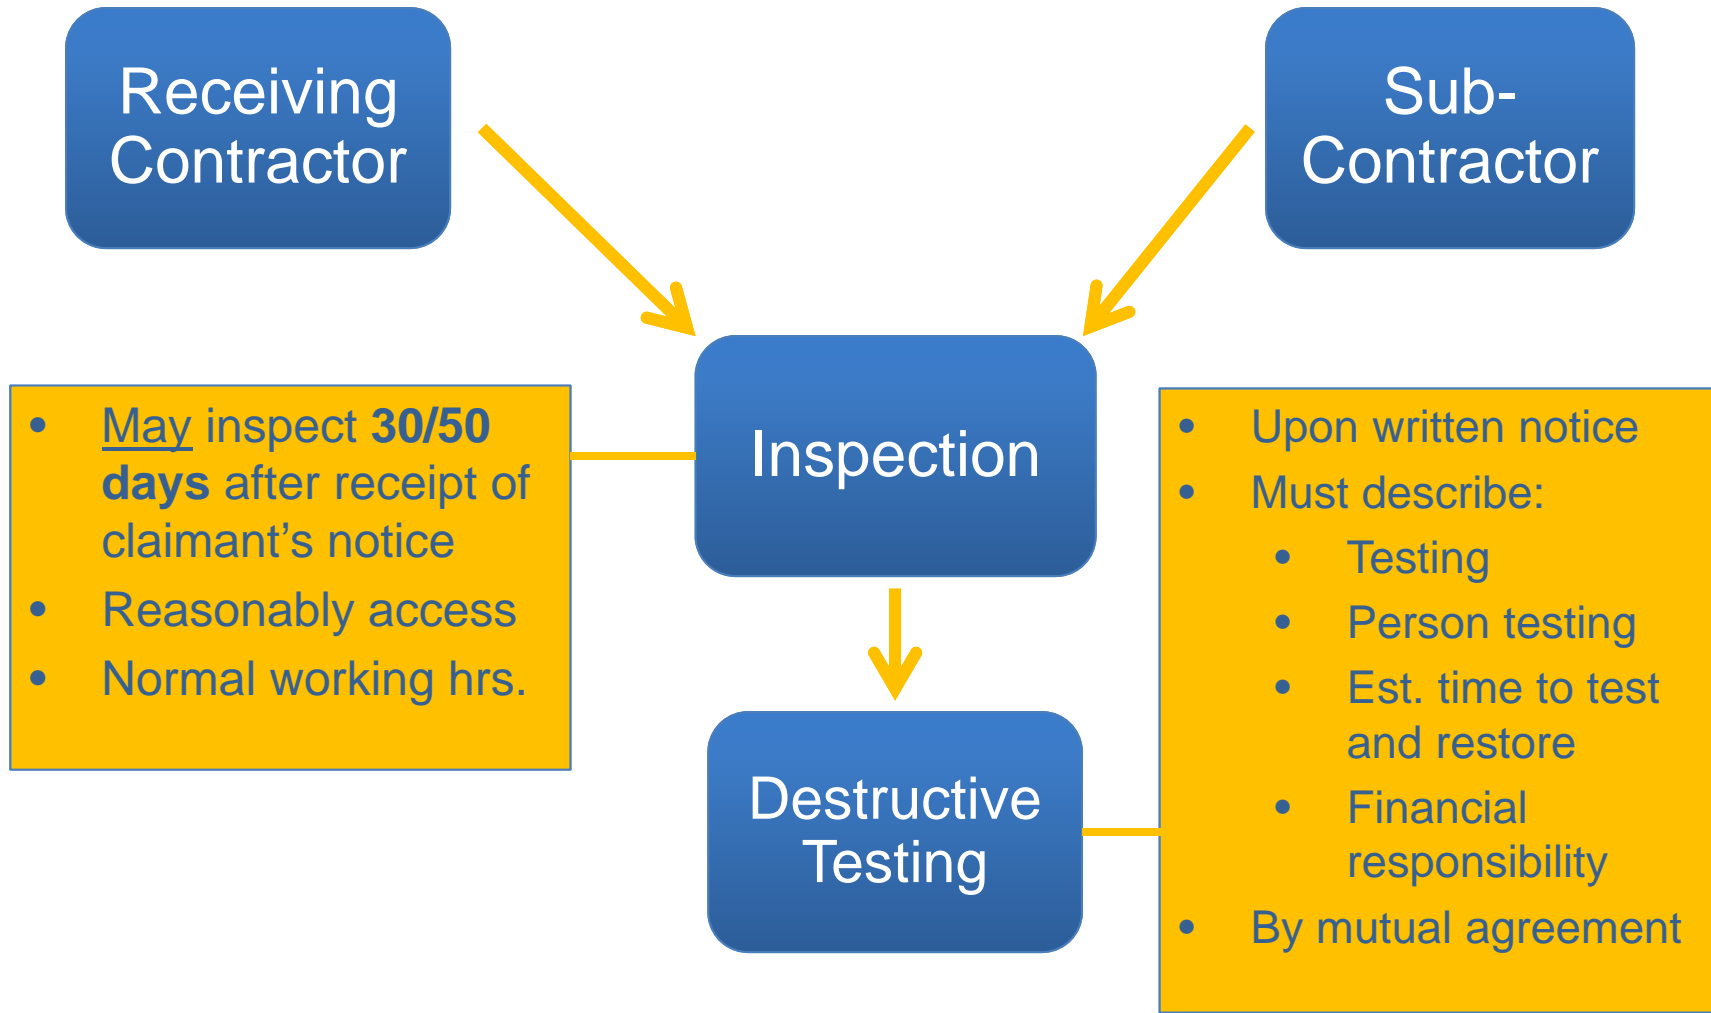 Receiving
Contractor
Sub-
Contractor
Inspection
• May inspect 30/50
days after receipt of
claimant’s notice
• Reasonably access
• Normal working hrs.
Destructive
Testing
• Upon written notice
• Must describe:
• Testing
• Person testing
• Est. time to test
and restore
• Financial
responsibility
• By mutual agreement